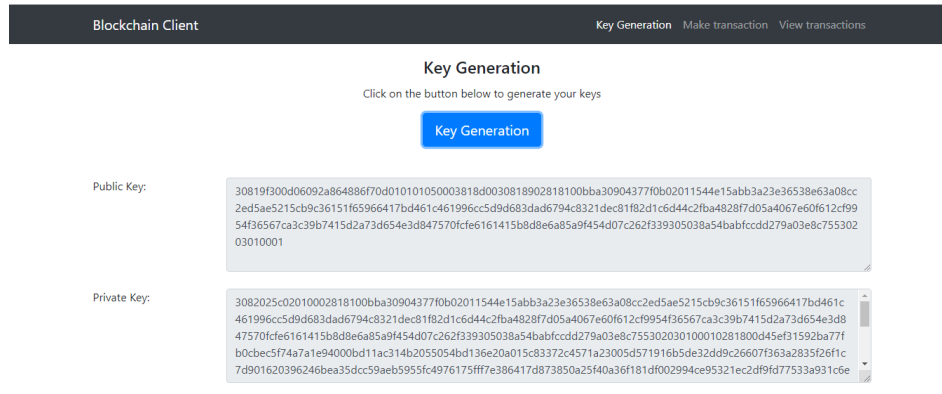 Blockchain Client
Key Generation Make transaction View transactions
Key Generation
Click on the button below to generate your keys
Key Generation
Public Key:
30819f300d06092a864886f70d010101050003818d0030818902818100bba30904377f0b02011544e15abb3a23e36538e63a08cc
2ed5ae5215cb9c36151f65966417bd461c461996cc5d9d683dad6794c8321dec81f82d1c6d44c2fba4828f7d05a4067e60f612cf99
54f36567ca3c39b7415d2a73d654e3d847570fcfe6161415b8d8e6a85a9f454d07c262f339305038a54babfccdd279a03e8c755302
03010001
Private Key:
3082025c02010002818100bba30904377f0b02011544e15abb3a23e36538e63a08cc2ed5ae5215cb9c36151f65966417bd461c
461996cc5d9d683dad6794c8321dec81f82d1c6d44c2fba4828f7d05a4067e60f612cf9954f36567ca3c39b7415d2a73d654e3d8
47570fcfe6161415b8d8e6a85a9f454d07c262f339305038a54babfccdd279a03e8c755302030100010281800d45ef31592ba77f
b0cbec5f74a7a1e94000bd11ac314b2055054bd136e20a015c83372c4571a23005d571916b5de32dd9c26607f363a2835f26f1c
7d901620396246bea35dcc59aeb5955fc4976175fff7e386417d873850a25f40a36f181df002994ce95321ec2df9fd77533a931c6e